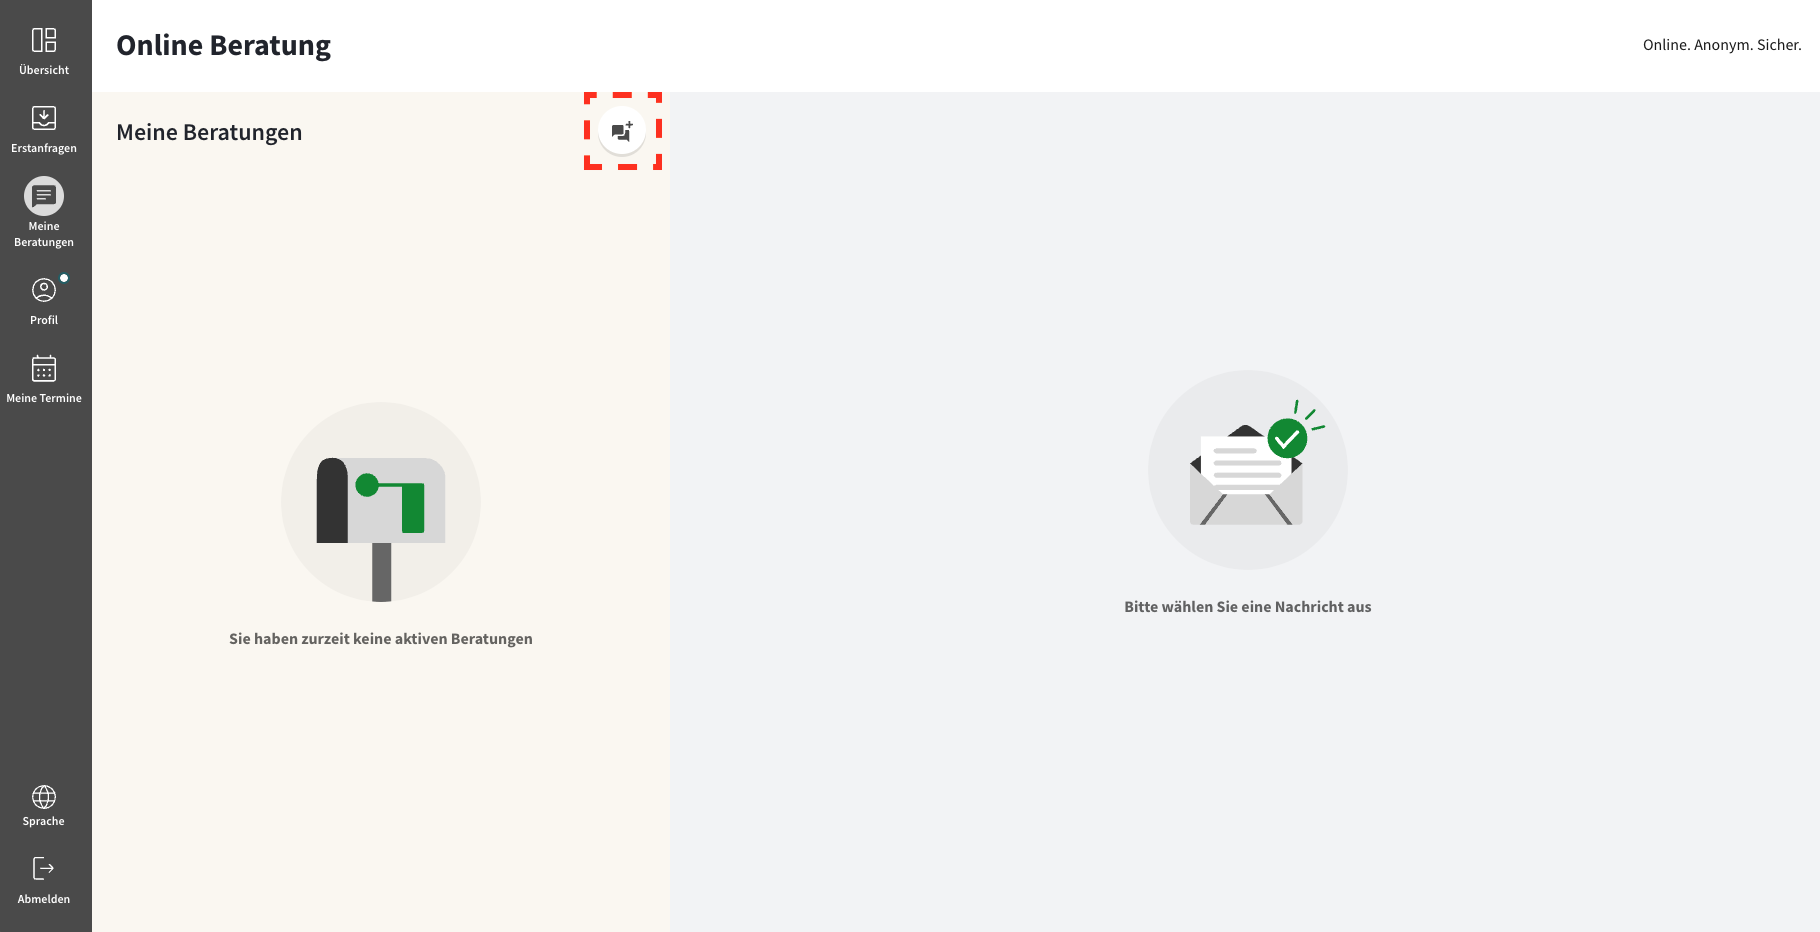 Übersicht
Erstanfragen
Meine
Beratungen
Profil
Meine Termine
Sprache
Abmelden
Online Beratung
Online. Anonym. Sicher.
Meine Beratungen
Sie haben zurzeit keine aktiven Beratungen
Bitte wählen Sie eine Nachricht aus